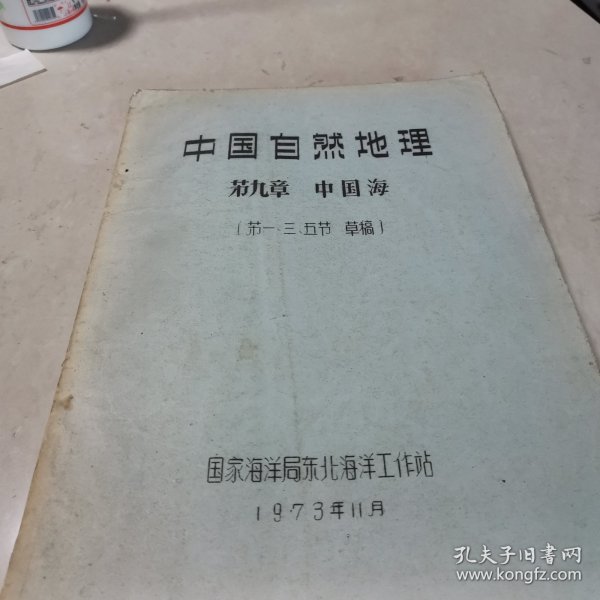 中国自然地理
苐九章 中国海
(苐一、三、五节 草稿)
国家海洋局东北海洋工作站
1973年11月
孔夫子旧书网
www.kongfz.com